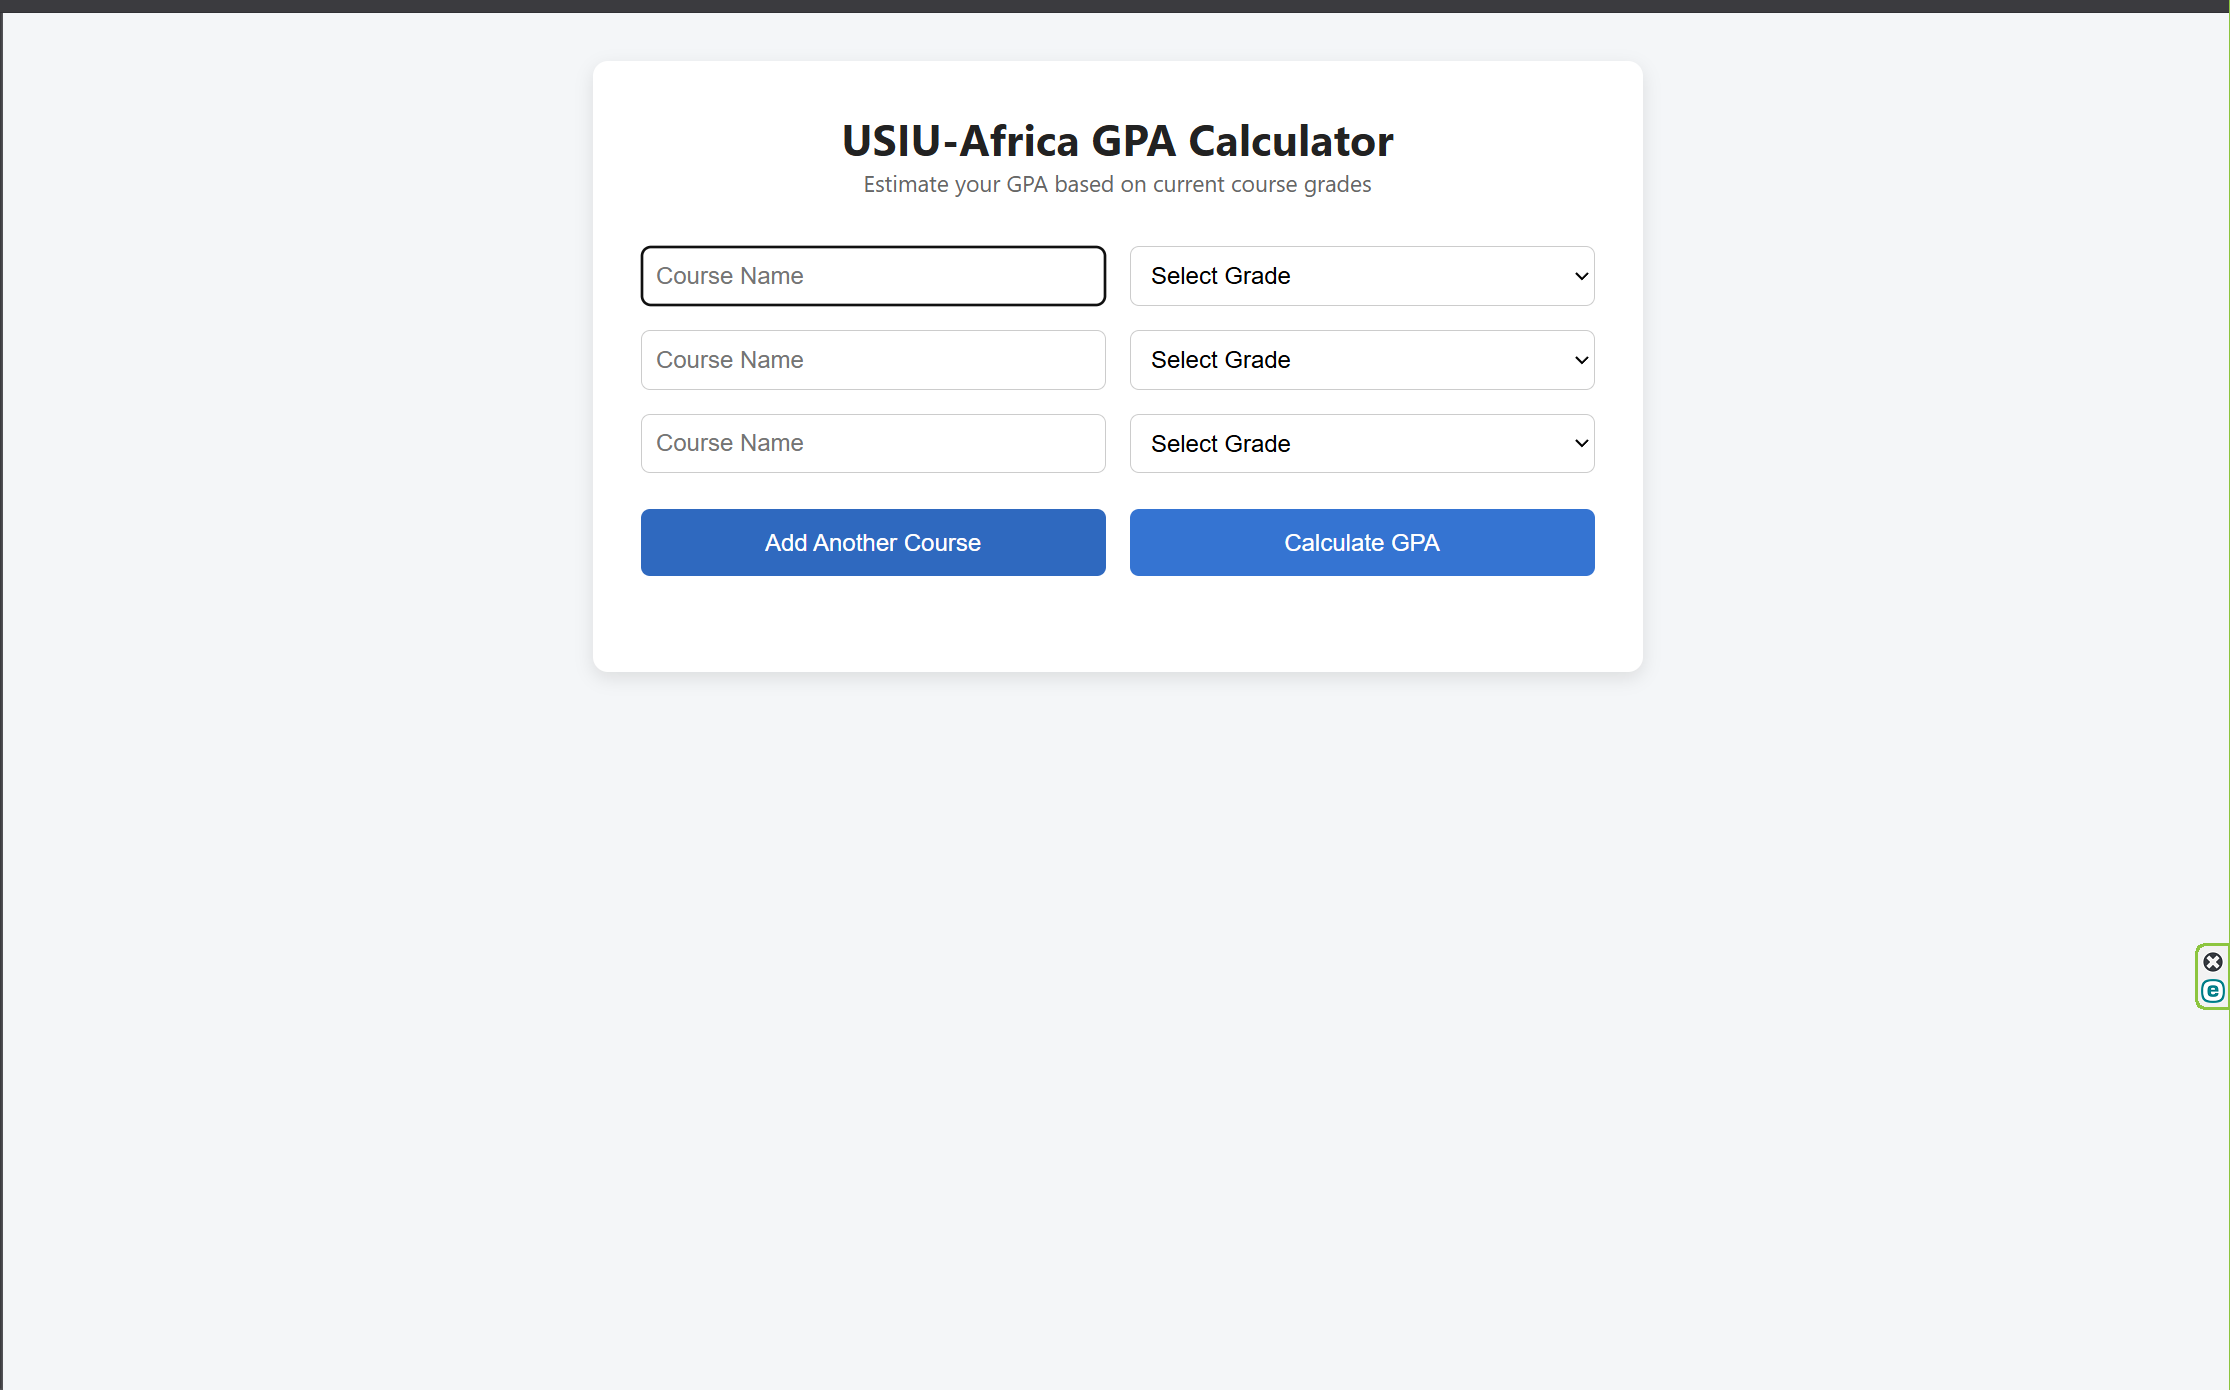 USIU-Africa GPA Calculator
Estimate your GPA based on current course grades
Course Name Select Grade
Course Name Select Grade
Course Name Select Grade
Add Another Course Calculate GPA
e